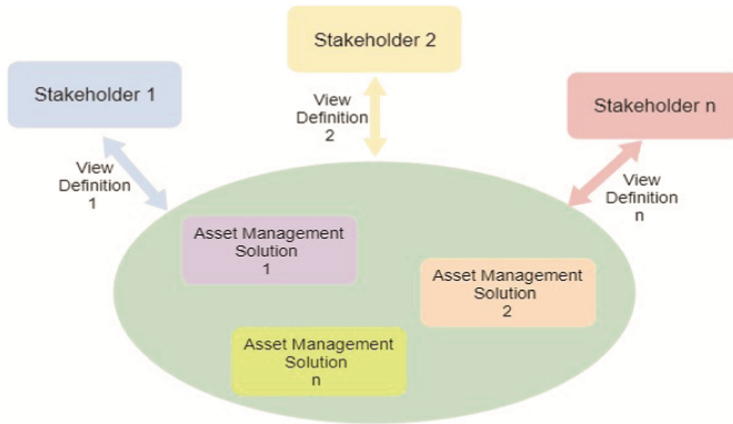 Stakeholder 2
Stakeholder 1
Stakeholder n
View
Definition
2
View
Definition
1
View
Definition
n
Asset Management
Solution
1
Asset Management
Solution
2
Asset Management
Solution
n